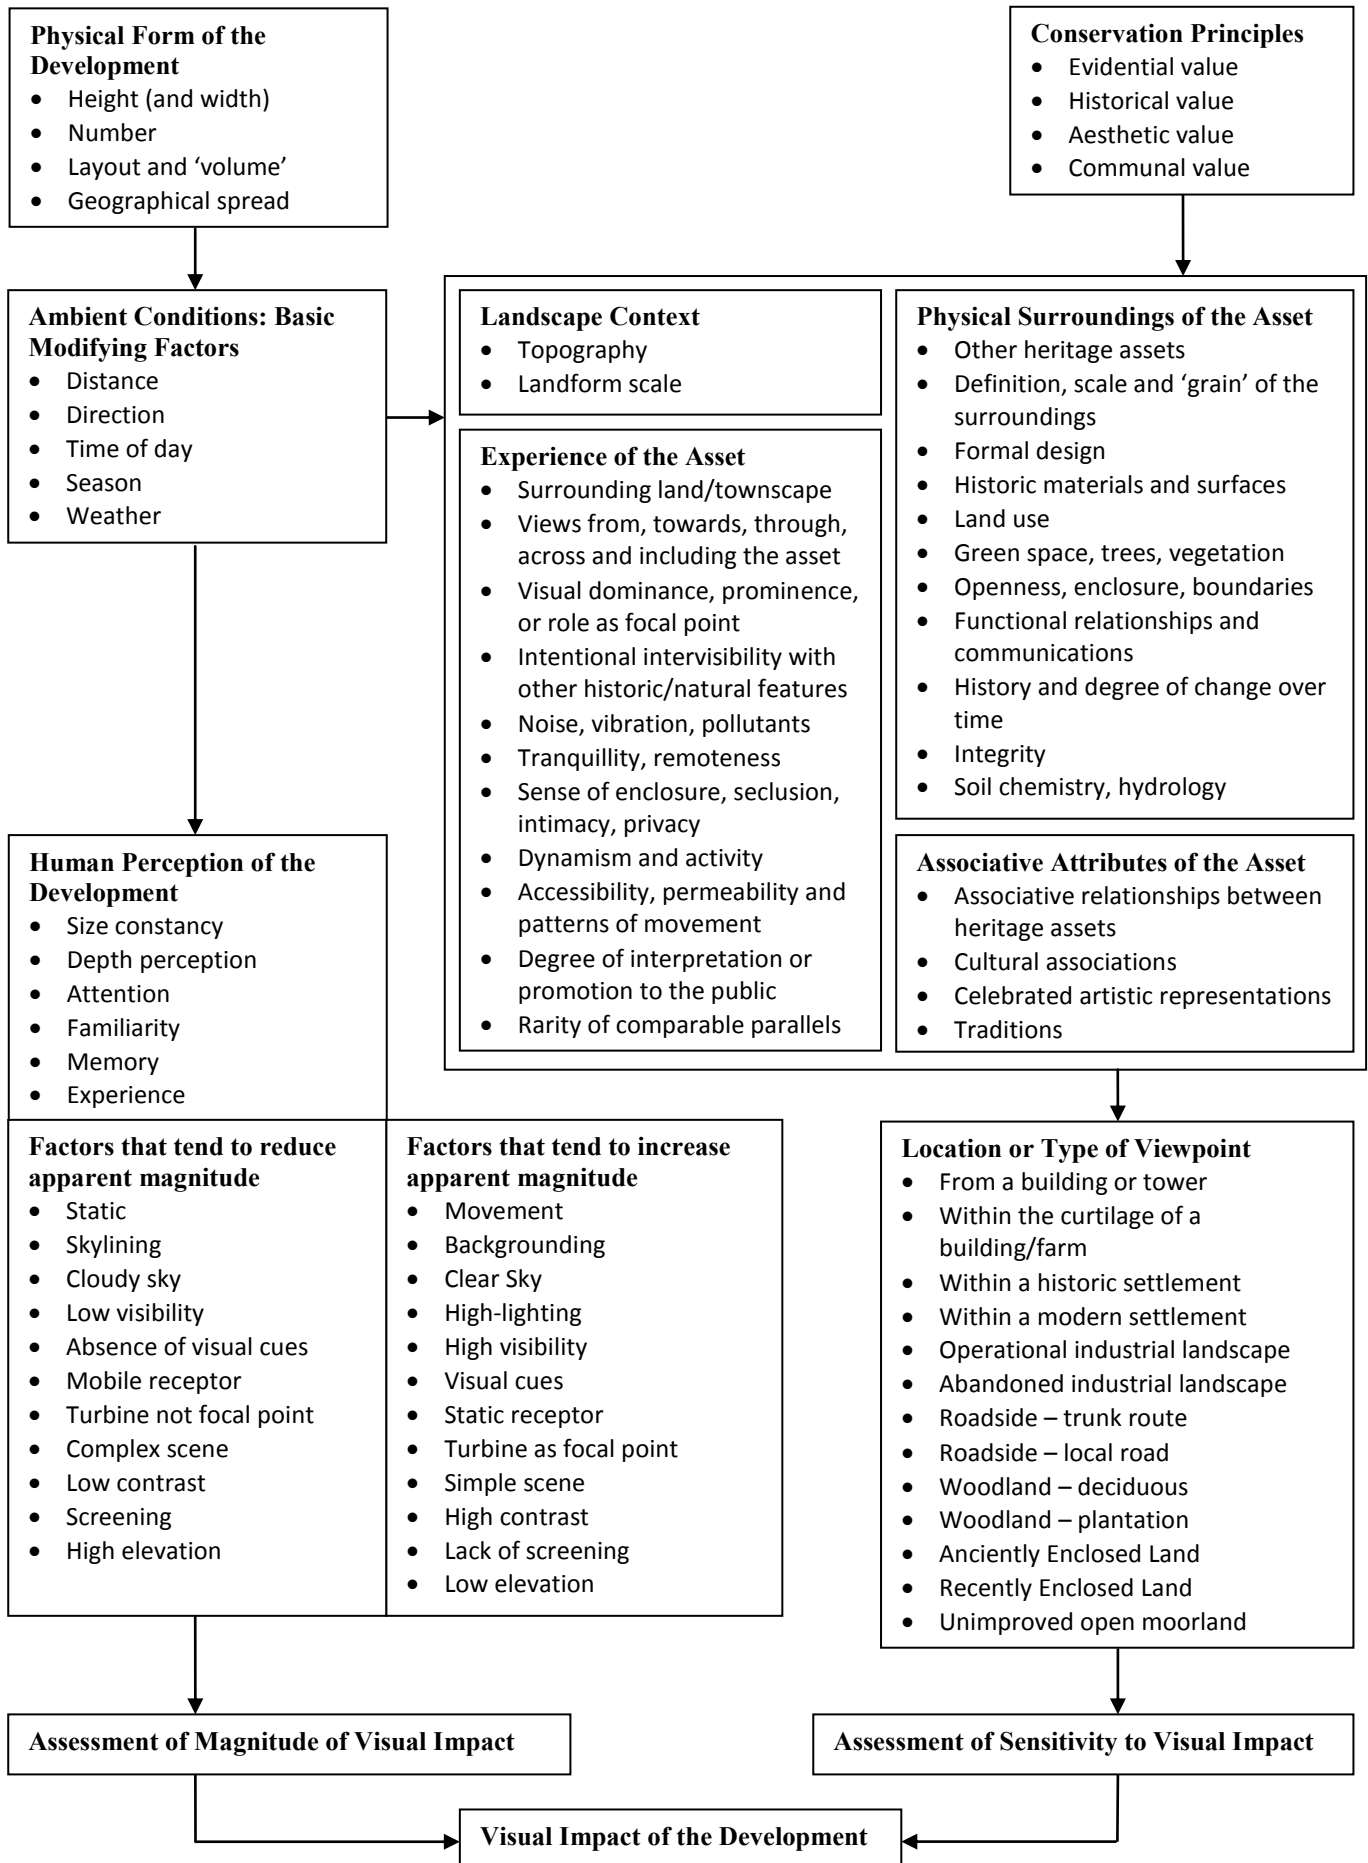 Physical Form of the
Development
• Height (and width)
• Number
• Layout and ‘volume’
• Geographical spread
Conservation Principles
• Evidential value
• Historical value
• Aesthetic value
• Communal value
Ambient Conditions: Basic
Modifying Factors
• Distance
• Direction
• Time of day
• Season
• Weather
Landscape Context
• Topography
• Landform scale
Experience of the Asset
• Surrounding land/townscape
• Views from, towards, through,
across and including the asset
• Visual dominance, prominence,
or role as focal point
• Intentional intervisibility with
other historic/natural features
• Noise, vibration, pollutants
• Tranquillity, remoteness
• Sense of enclosure, seclusion,
intimacy, privacy
• Dynamism and activity
• Accessibility, permeability and
patterns of movement
• Degree of interpretation or
promotion to the public
• Rarity of comparable parallels
Physical Surroundings of the Asset
• Other heritage assets
• Definition, scale and ‘grain’ of the
surroundings
• Formal design
• Historic materials and surfaces
• Land use
• Green space, trees, vegetation
• Openness, enclosure, boundaries
• Functional relationships and
communications
• History and degree of change over
time
• Integrity
• Soil chemistry, hydrology
Associative Attributes of the Asset
• Associative relationships between
heritage assets
• Cultural associations
• Celebrated artistic representations
• Traditions
Human Perception of the
Development
• Size constancy
• Depth perception
• Attention
• Familiarity
• Memory
• Experience
Factors that tend to reduce
apparent magnitude
• Static
• Skylining
• Cloudy sky
• Low visibility
• Absence of visual cues
• Mobile receptor
• Turbine not focal point
• Complex scene
• Low contrast
• Screening
• High elevation
Factors that tend to increase
apparent magnitude
• Movement
• Backgrounding
• Clear Sky
• High-lighting
• High visibility
• Visual cues
• Static receptor
• Turbine as focal point
• Simple scene
• High contrast
• Lack of screening
• Low elevation
Location or Type of Viewpoint
• From a building or tower
• Within the curtilage of a
building/farm
• Within a historic settlement
• Within a modern settlement
• Operational industrial landscape
• Abandoned industrial landscape
• Roadside – trunk route
• Roadside – local road
• Woodland – deciduous
• Woodland – plantation
• Anciently Enclosed Land
• Recently Enclosed Land
• Unimproved open moorland
Assessment of Magnitude of Visual Impact
Assessment of Sensitivity to Visual Impact
Visual Impact of the Development